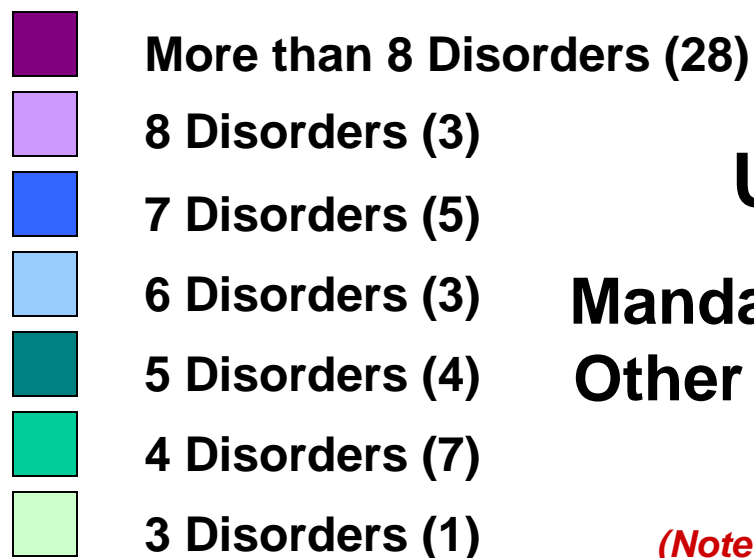 More than 8 Disorders (28)
8 Disorders (3)
7 Disorders (5)
6 Disorders (3)
5 Disorders (4)
Other
4 Disorders (7)
3 Disorders (1)
(Note